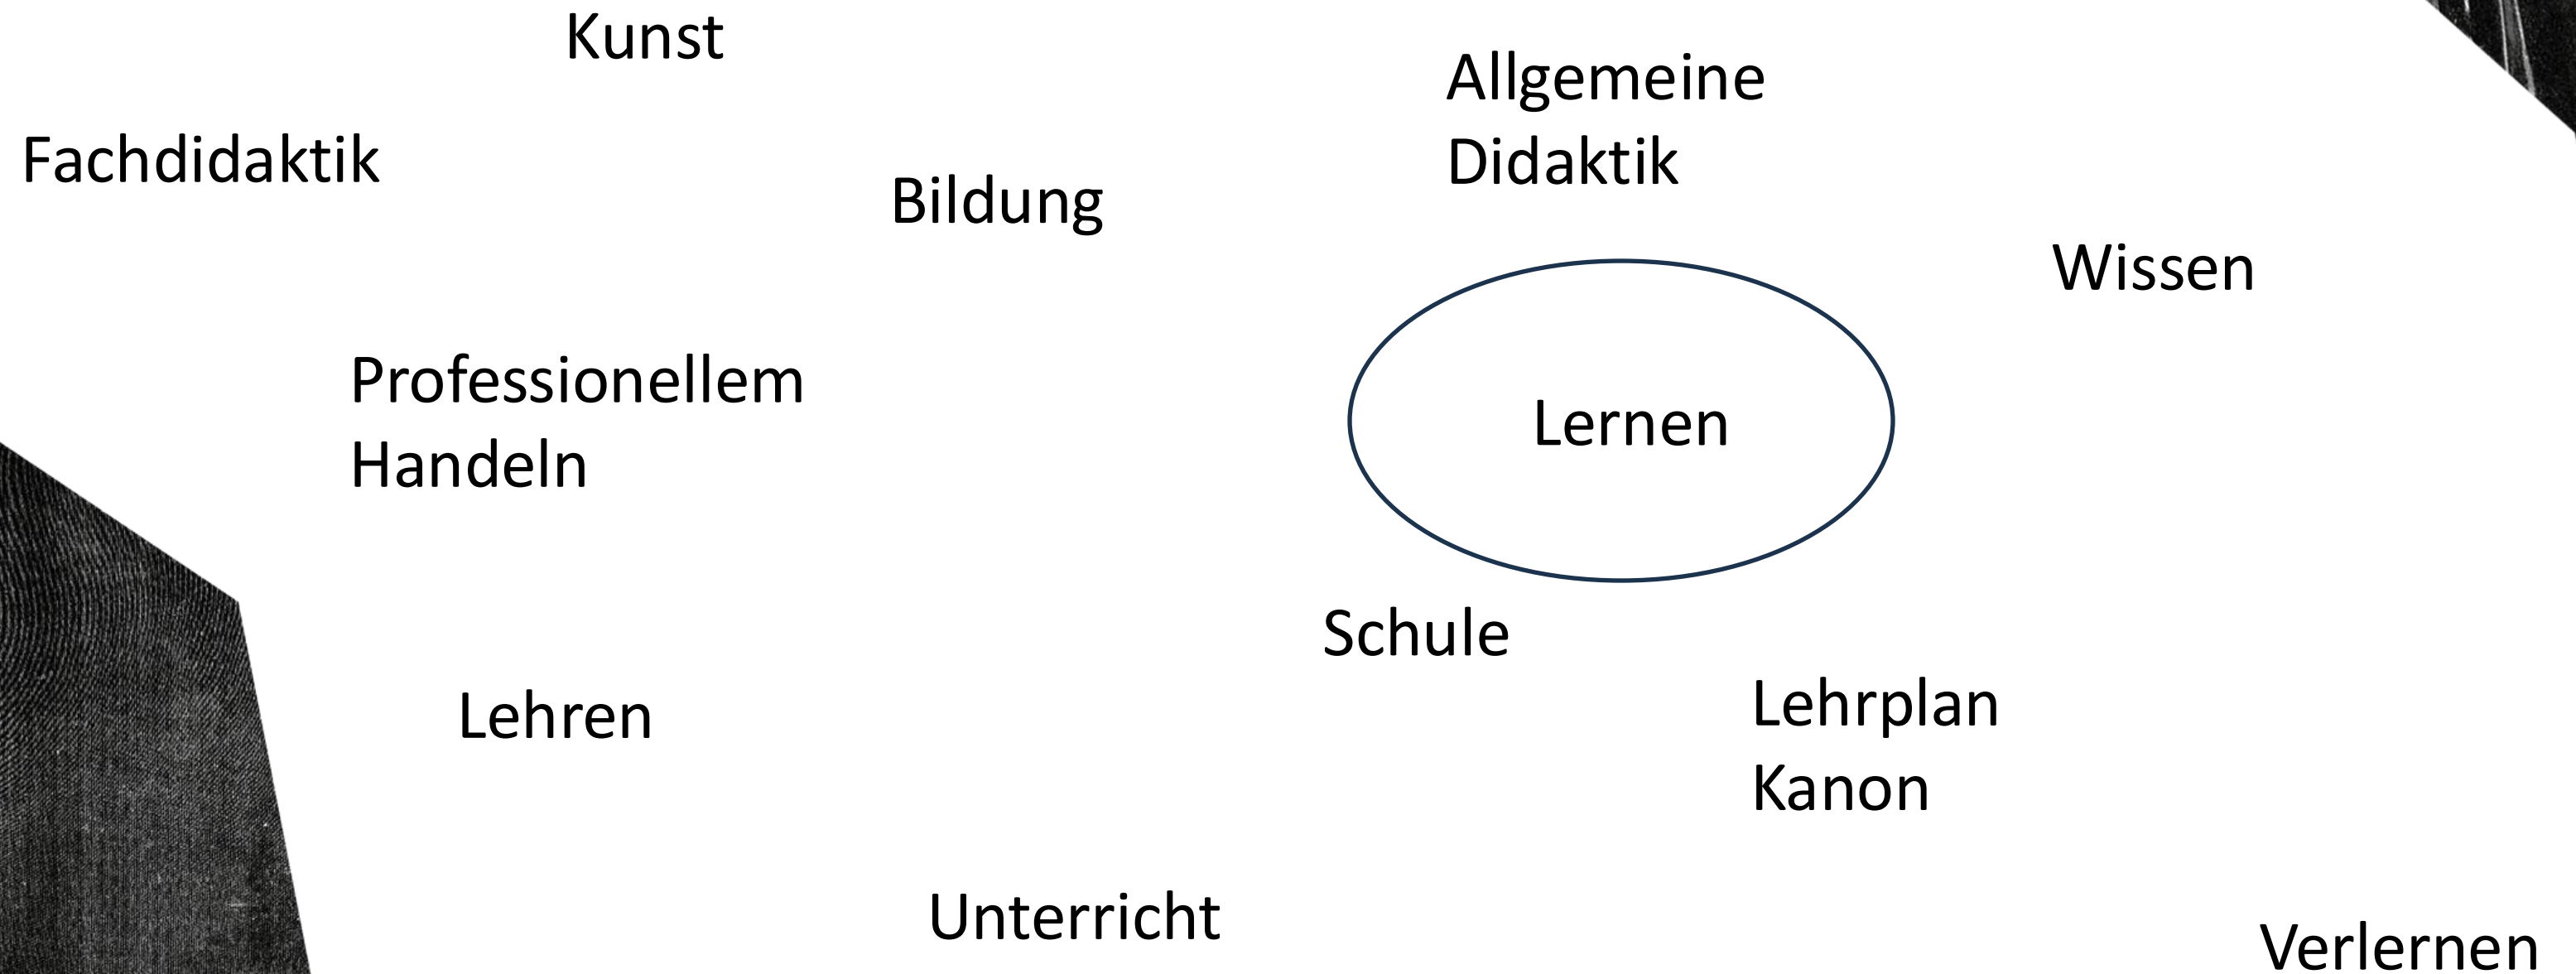 Kunst
Allgemeine
Didaktik
Fachdidaktik
Bildung
Wissen
Professionellem
Handeln
Lernen
Schule
Lehrplan
Kanon
Lehren
Unterricht
Verlernen